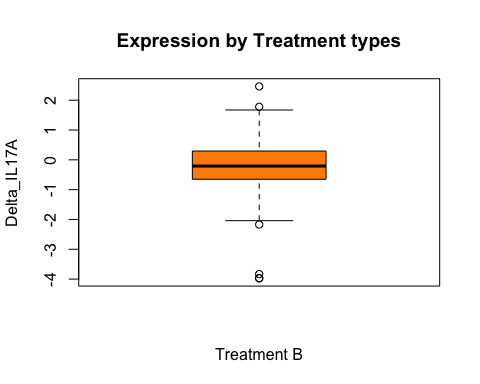 Expression by Treatment types
Delta_IL17A
2
1
0
-1
-2
-3
-4
Treatment B